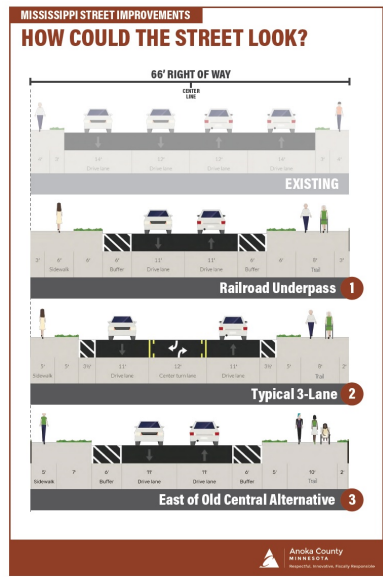 MISSISSIPPI STREET IMPROVEMENTS
HOW COULD THE STREET LOOK?
66' RIGHT OF WAY
CENTER
LINE
14' 12' 12' 14'
Drive lane Drive lane Drive lane Drive lane
EXISTING
6' 11' 11' 6' 8'
Sidewalk Buffer Drive lane Drive lane Buffer Trail
Railroad Underpass 1
11' 12' 11'
Sidewalk Drive lane Center turn lane Drive lane Trail
Typical 3-Lane 2
5' 7' 6' 11' 11' 6' 5' 10' 2'
Sidewalk Buffer Drive lane Drive lane Buffer Trail
East of Old Central Alternative 3
Anoka County
MINNESOTA
Respectful, Innovative, Fiscally Responsible